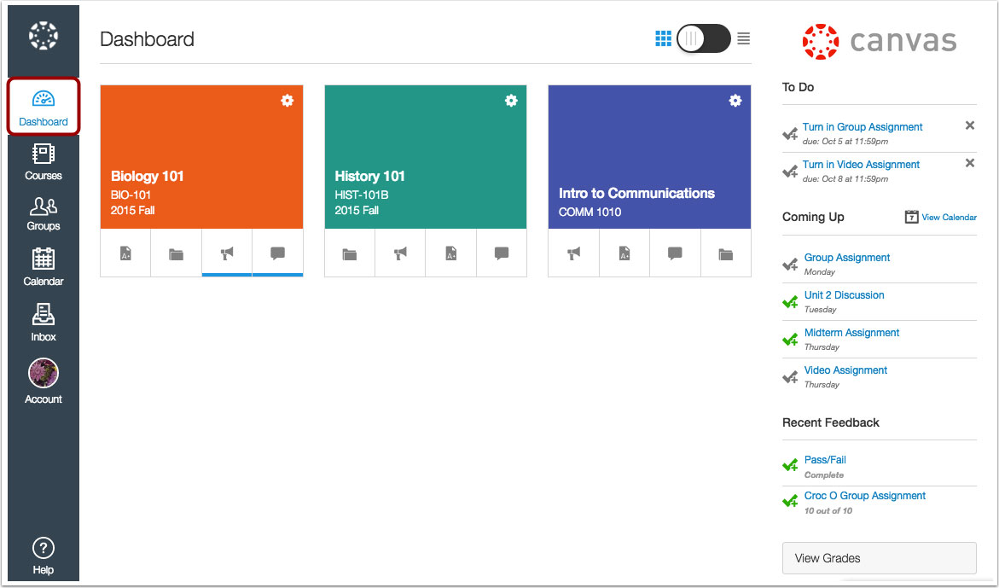 Dashboard
Courses
Groups
Calendar
Inbox
Account
? 
Help
Dashboard
Biology 101
BIO-101
2015 Fall
A+
History 101
HIST-101B
2015 Fall
A+
Intro to Communications
COMM 1010
A+
canvas
To Do
Turn in Group Assignment
due: Oct 5 at 11:59pm
Turn in Video Assignment
due: Oct 8 at 11:59pm
Coming Up
7 View Calendar
Group Assignment
Monday
Unit 2 Discussion
Tuesday
Midterm Assignment
Thursday
Video Assignment
Thursday
Recent Feedback
Pass/Fail
Complete
Croc O Group Assignment
10 out of 10
View Grades